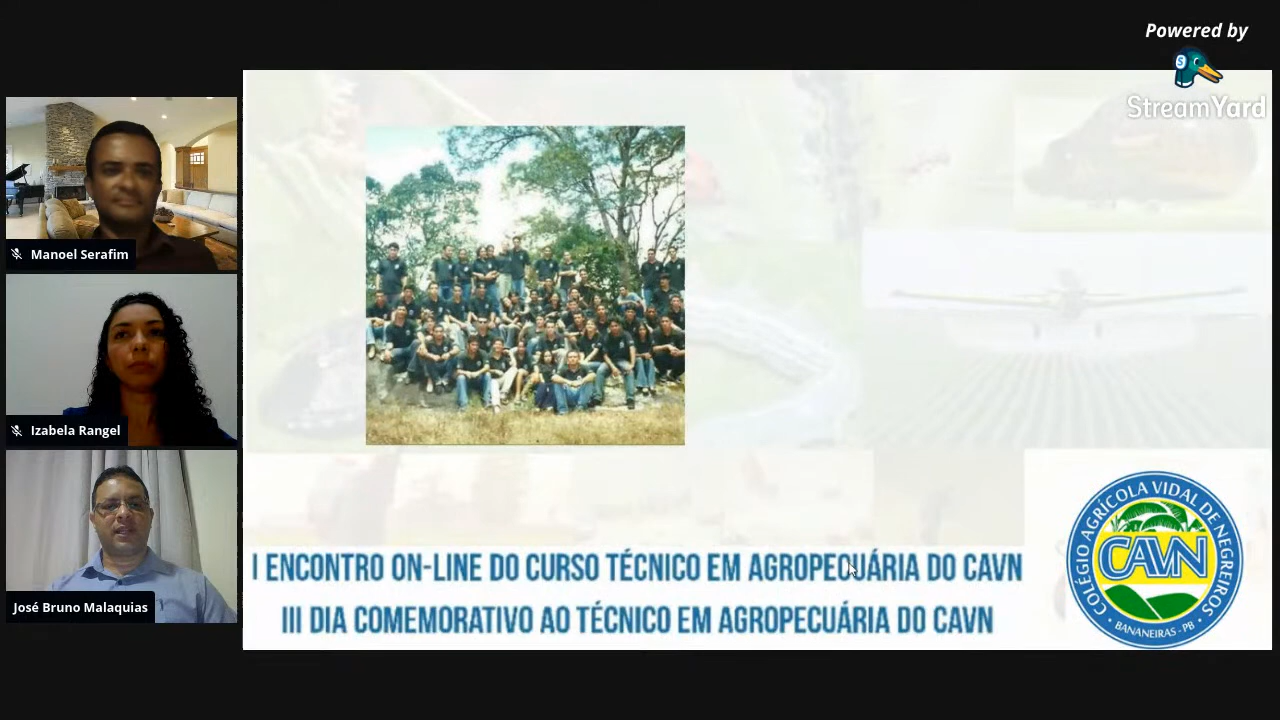 Powered by
StreamYard
Manoel Serafim
Izabela Rangel
José Bruno Malaquias
I ENCONTRO ON-LINE DO CURSO TÉCNICO EM AGROPECUÁRIA DO CAVN
III DIA COMEMORATIVO AO TÉCNICO EM AGROPECUÁRIA DO CAVN
COLÉGIO AGRÍCOLA VIDAL DE NEGREIROS
CAVN
BANANEIRAS - PB